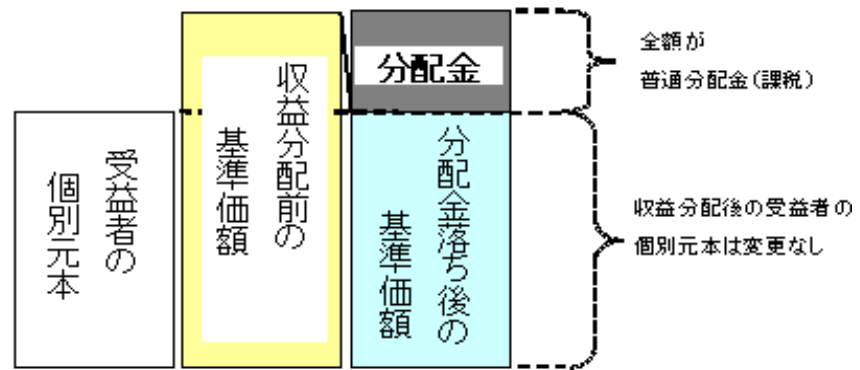 受益者の
個別元本
収益分配前の
基準価額
分配金
分配金落ち後の
基準価額
全額が
普通分配金(課税)
収益分配後の受益者の
個別元本は変更なし